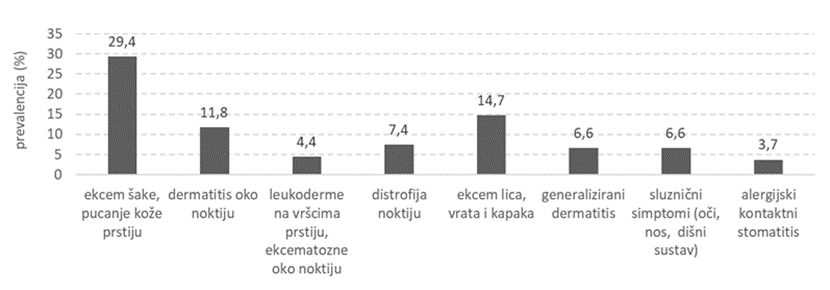 prevalencija (%)
35
30
25
20
15
10
5
0
29,4
11,8
4,4
7,4
14,7
6,6
6,6
3,7
ekcem šake,
pucanje kože
prstiju
dermatitis oko
noktiju
leukoderme
na vršcima
prstiju,
ekcematozne
oko noktiju
distrofija
noktiju
ekcem lica,
vrata i kapaka
generalizirani
dermatitis
sluznični
simptomi (oči,
nos, dišni
sustav)
alergijski
kontaktni
stomatitis